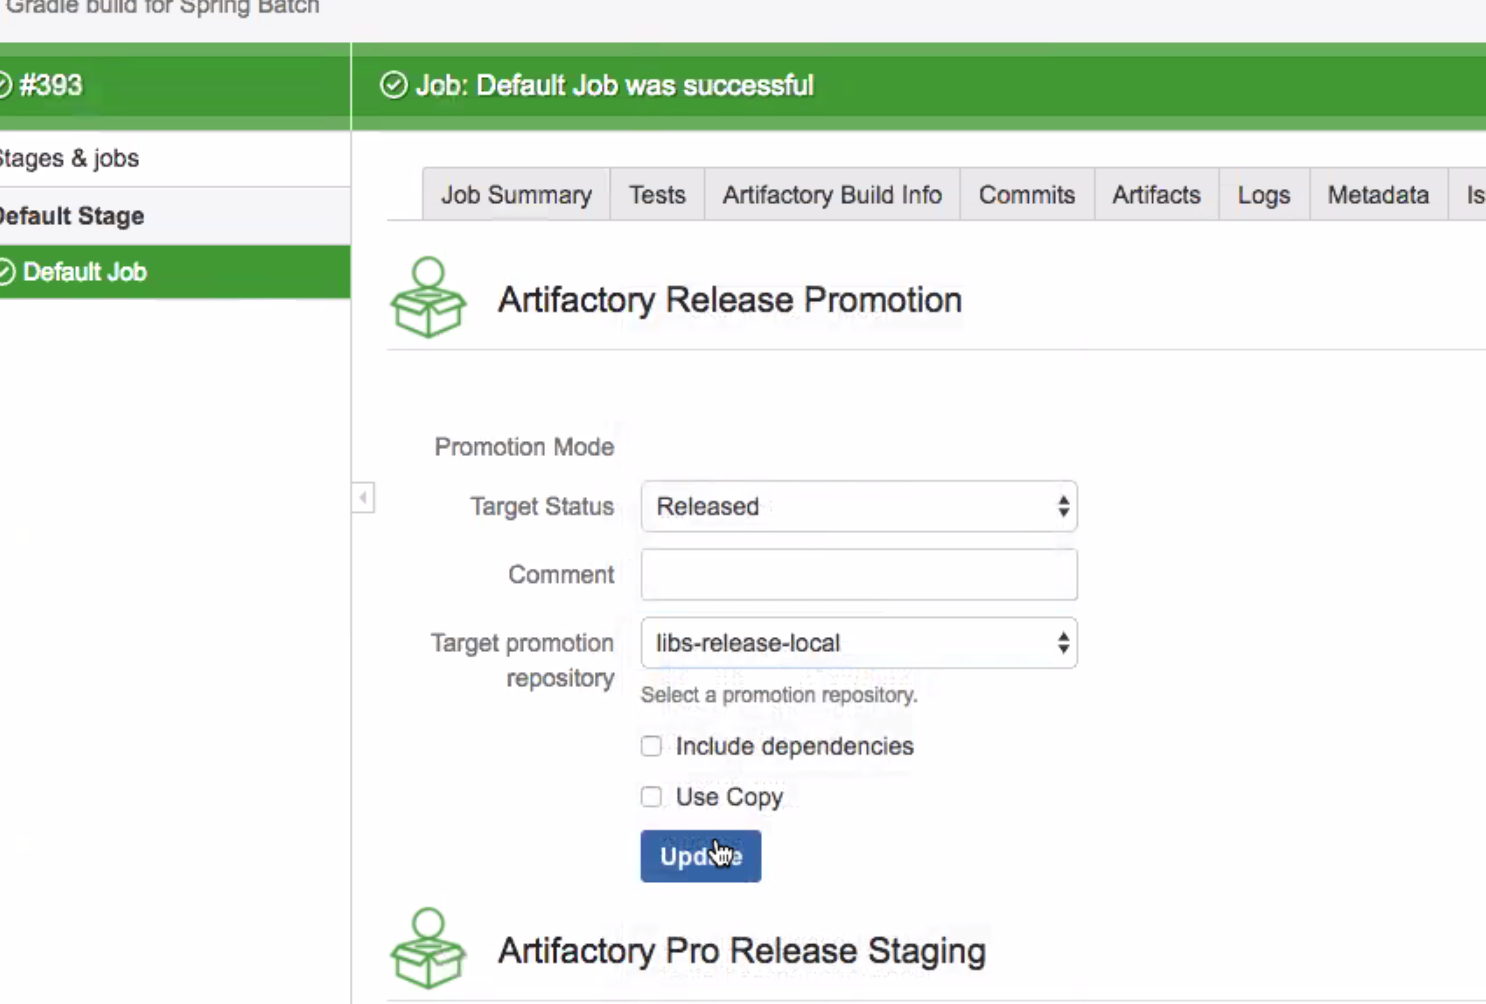 Gradle build for Spring Batch
#393
Job: Default Job was successful
Stages & jobs
Default Stage
Default Job
Job Summary
Tests
Artifactory Build Info
Commits
Artifacts
Logs
Metadata
Is
Artifactory Release Promotion
Promotion Mode
Target Status
Released
Comment
Target promotion
repository
libs-release-local
Select a promotion repository.
Include dependencies
Use Copy
Update
Artifactory Pro Release Staging